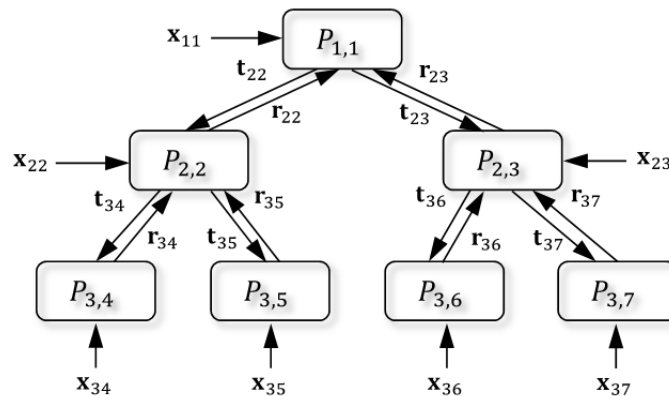 x₁₁ P₁,₁
t₂₂ r₂₂ t₂₃ r₂₃
x₂₂ P₂,₂ P₂,₃ x₂₃
t₃₄ r₃₄ t₃₅ r₃₅ t₃₆ r₃₆ t₃₇ r₃₇
P₃,₄ P₃,₅ P₃,₆ P₃,₇
x₃₄ x₃₅ x₃₆ x₃₇